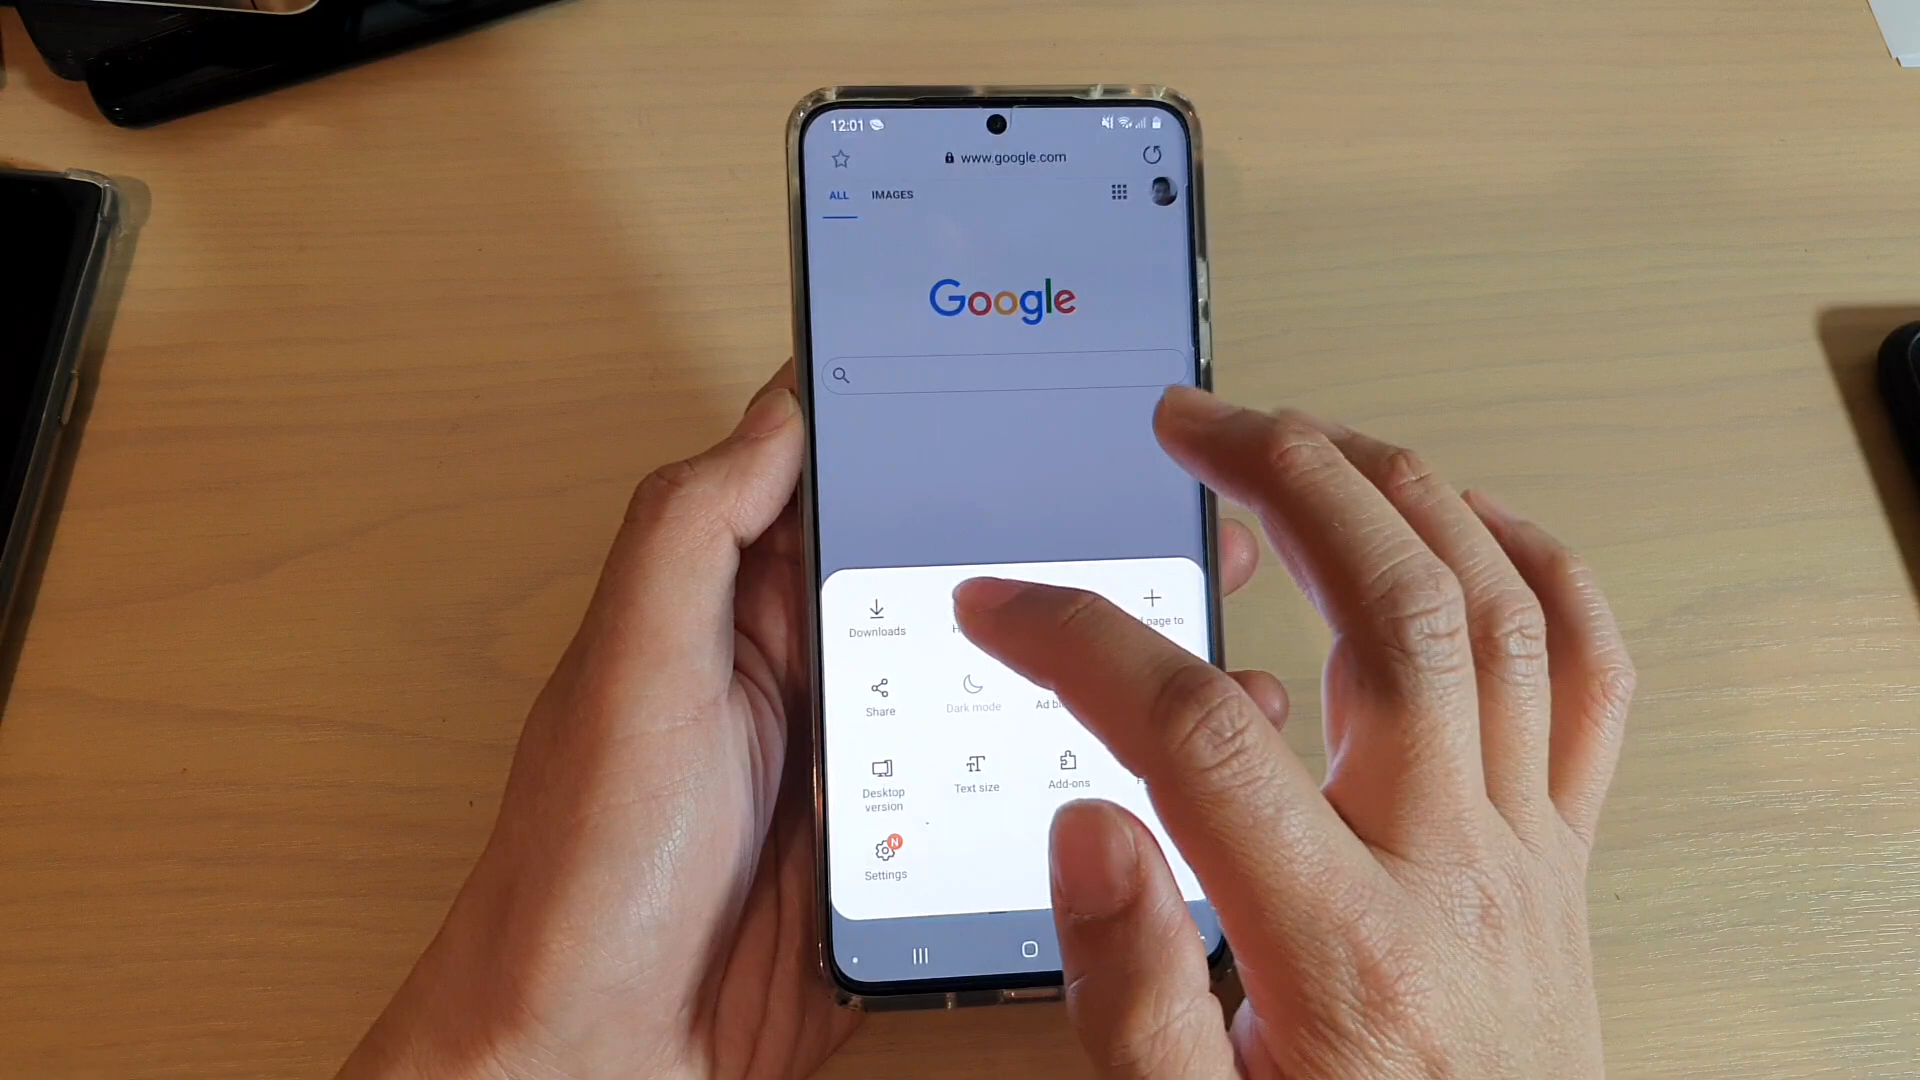 12:01
www.google.com
ALL IMAGES
Google
Downloads
page to
Share
Dark mode
Ad
Desktop
version
Text size
Add-ons
N
Settings